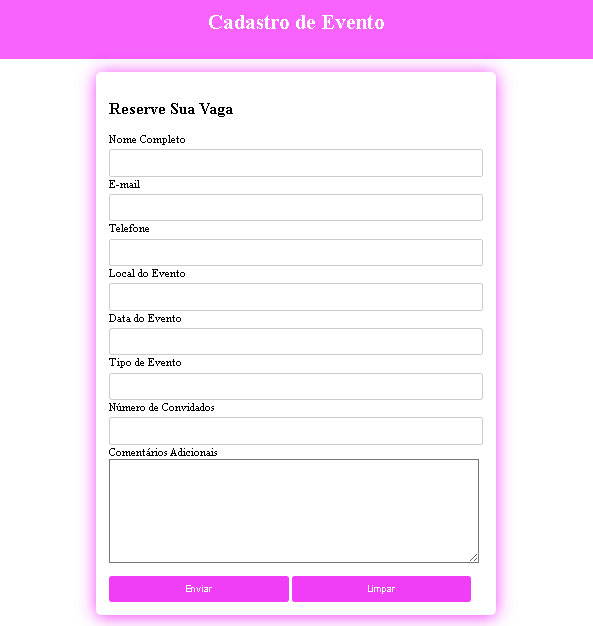 Cadastro de Evento
Reserve Sua Vaga
Nome Completo
E-mail
Telefone
Local do Evento
Data do Evento
Tipo de Evento
Número de Convidados
Comentários Adicionais
Enviar
Limpar